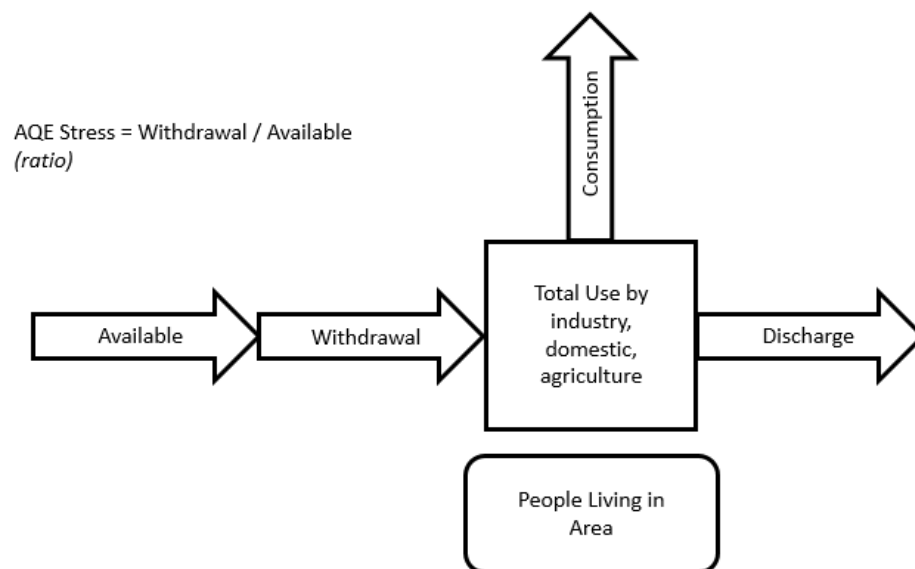 Consumption
AQE Stress = Withdrawal / Available
(ratio)
Available
Withdrawal
Total Use by
industry,
domestic,
agriculture
Discharge
People Living in
Area